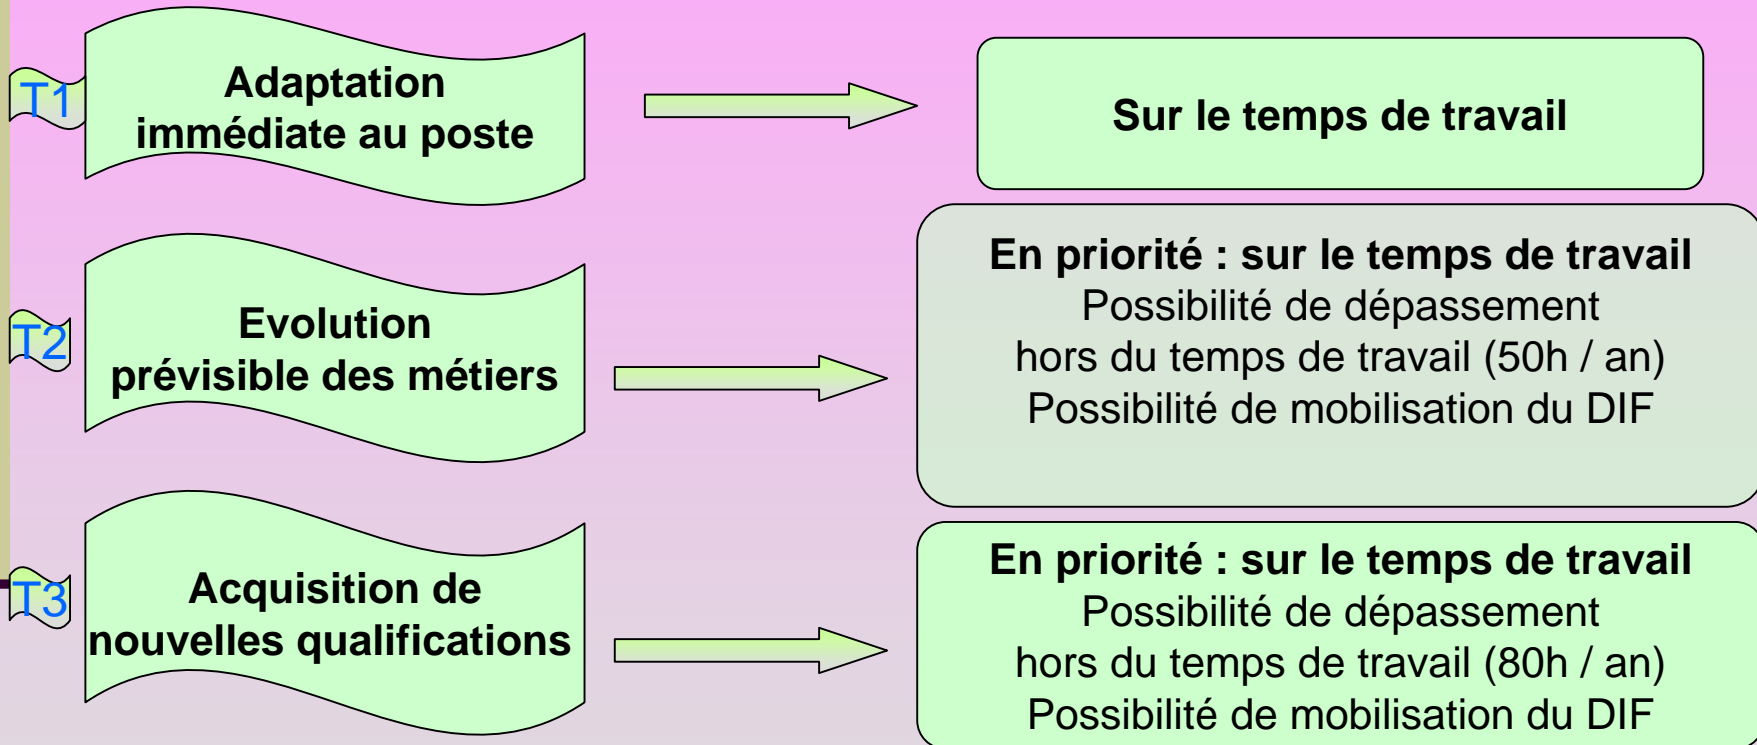 T1
Adaptation
immédiate au poste
Sur le temps de travail
T2
Evolution
prévisible des métiers
En priorité : sur le temps de travail
Possibilité de dépassement
hors du temps de travail (50h / an)
Possibilité de mobilisation du DIF
T3
Acquisition de
nouvelles qualifications
En priorité : sur le temps de travail
Possibilité de dépassement
hors du temps de travail (80h / an)
Possibilité de mobilisation du DIF